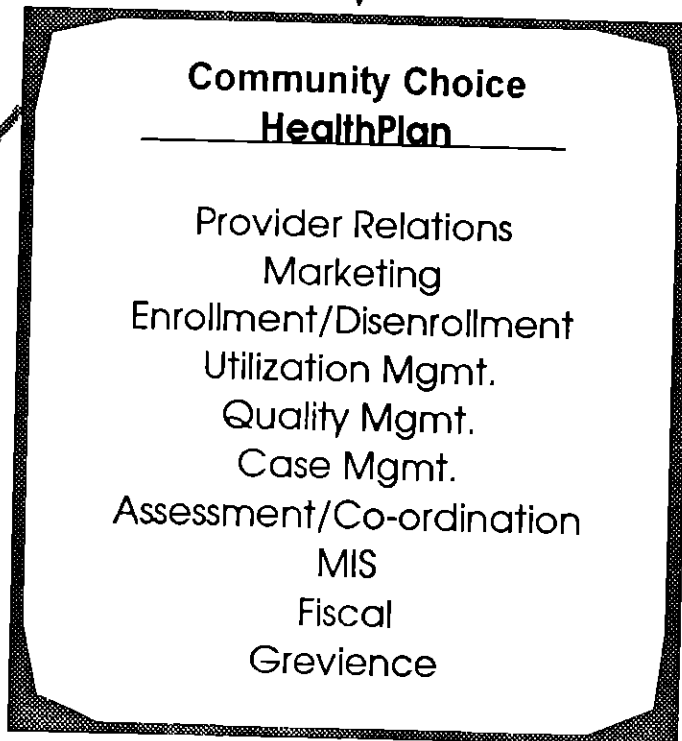 Community Choice
HealthPlan
Provider Relations
Marketing
Enrollment/Disenrollment
Utilization Mgmt.
Quality Mgmt.
Case Mgmt.
Assessment/Co-ordination
MIS
Fiscal
Grevience